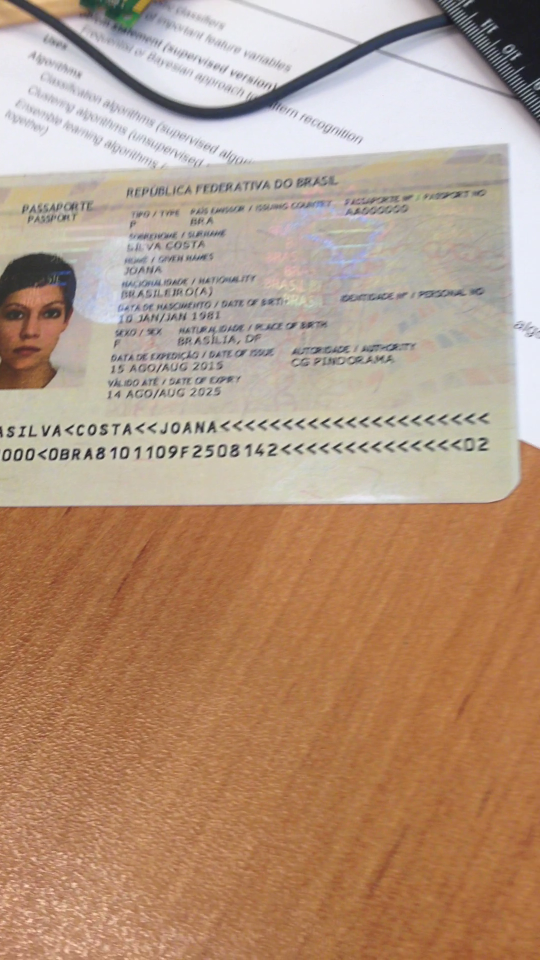 classifiers
of important feature variables
statement (supervised version)
Uses
Frequentist or Bayesian approach to pattern recognition
Algorithms
Classification algorithms (supervised algor
Clustering algorithms (unsupervised
Ensemble learning algorithms
together)
REPÚBLICA FEDERATIVA DO BRASIL
PASSAPORTE
PASSPORT
TIPO / TYPE PAÍS EMISSOR / ISSUING COUNTRY PASSAPORTE Nº / PASSPORT NO
P BRA AA000000
SOBRENOME / SURNAME
SILVA COSTA
NOME / GIVEN NAMES
JOANA
NACIONALIDADE / NATIONALITY
BRASILEIRO(A)
DATA DE NASCIMENTO / DATE OF BIRTH IDENTIDADE Nº / PERSONAL NO
10 JAN/JAN 1981
SEXO / SEX NATURALIDADE / PLACE OF BIRTH
F BRASÍLIA, DF
DATA DE EXPEDIÇÃO / DATE OF ISSUE AUTORIDADE / AUTHORITY
15 AGO/AUG 2015 CG PINDORAMA
VÁLIDO ATÉ / DATE OF EXPIRY
14 AGO/AUG 2025
ASILVA<COSTA<<JOANA<<<<<<<<<<<<<<<<<<<<<<
000<0BRA8101109F2508142<<<<<<<<<<<<<<<02